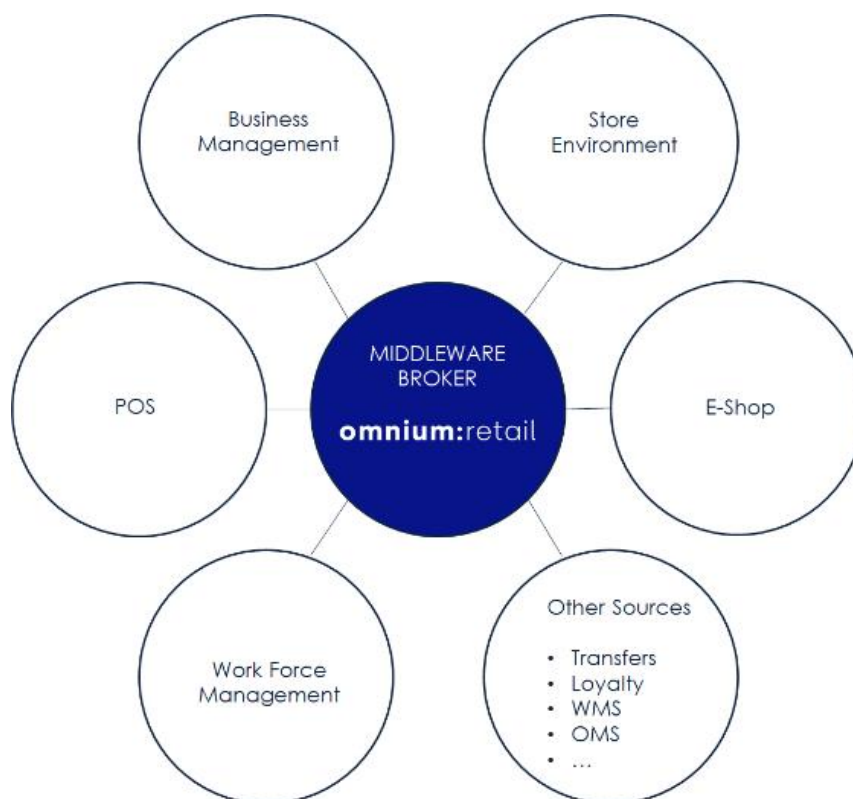 Business
Management
Store
Environment
MIDDLEWARE
BROKER
omnium:retail
POS
E-Shop
Work Force
Management
Other Sources
• Transfers
• Loyalty
• WMS
• OMS
• ...